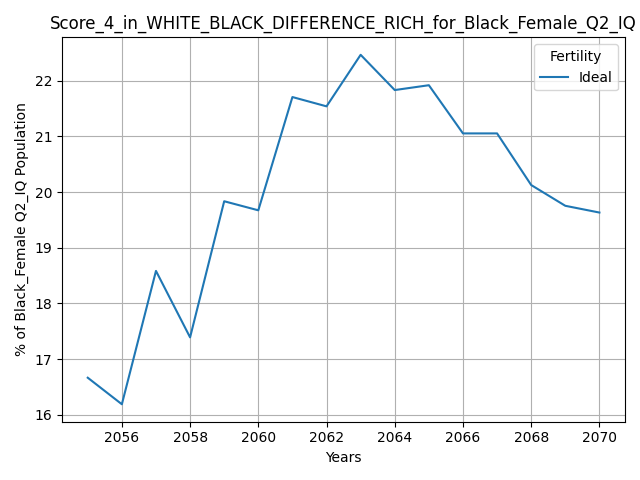 Score_4_in_WHITE_BLACK_DIFFERENCE_RICH_for_Black_Female_Q2_IQ
Fertility
Ideal
% of Black_Female Q2_IQ Population
22
21
20
19
18
17
16
2056 2058 2060 2062 2064 2066 2068 2070
Years